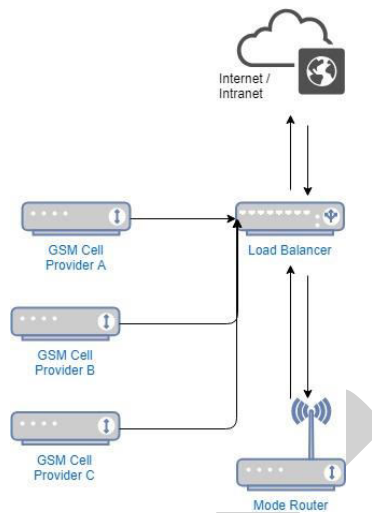 Internet /
Intranet
GSM Cell
Provider A
Load Balancer
GSM Cell
Provider B
GSM Cell
Provider C
Mode Router